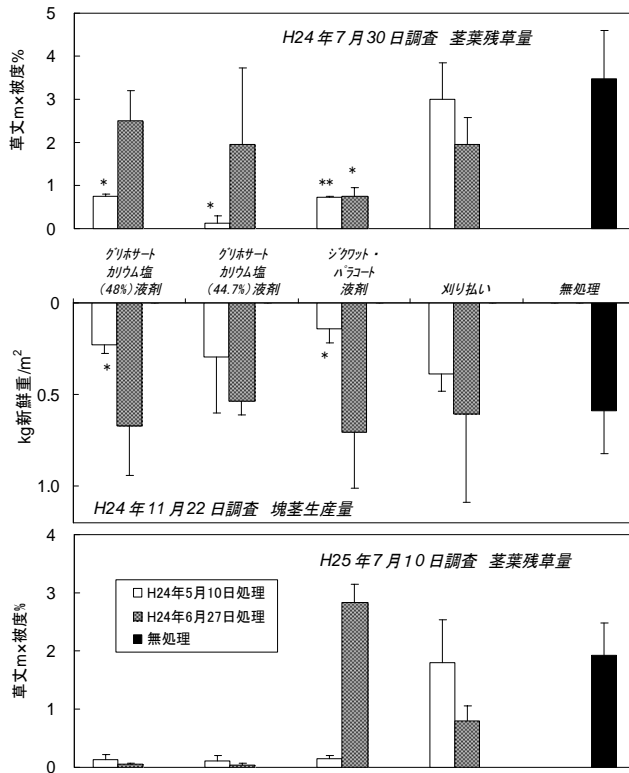 H24年7月30日調査 茎葉残草量
草丈m×被度%
5
4
3
2
1
0
*
*
**
*
グリホサート
カリウム塩
(48%)液剤
グリホサート
カリウム塩
(44.7%)液剤
ジクワット・
パラコート
液剤
刈り払い
無処理
kg新鮮重/m²
0
0.5
1.0
*
*
H24年11月22日調査 塊茎生産量
H25年7月10日調査 茎葉残草量
草丈m×被度%
4
3
2
1
0
H24年5月10日処理
H24年6月27日処理
無処理